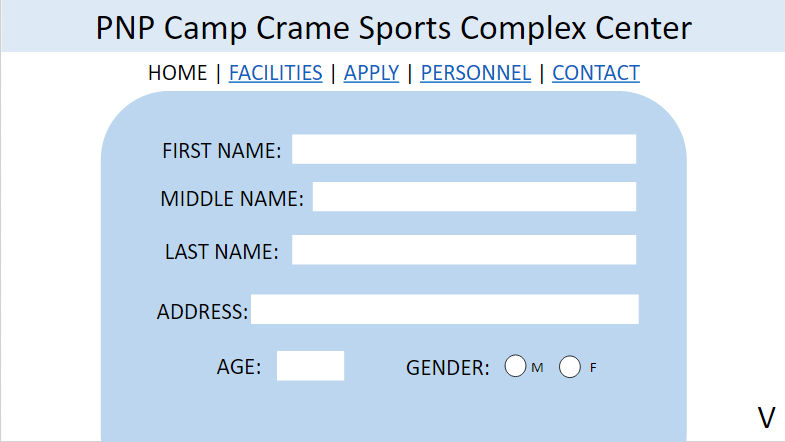 PNP Camp Crame Sports Complex Center
HOME | FACILITIES | APPLY | PERSONNEL | CONTACT
FIRST NAME:
MIDDLE NAME:
LAST NAME:
ADDRESS:
AGE: GENDER: M F
V